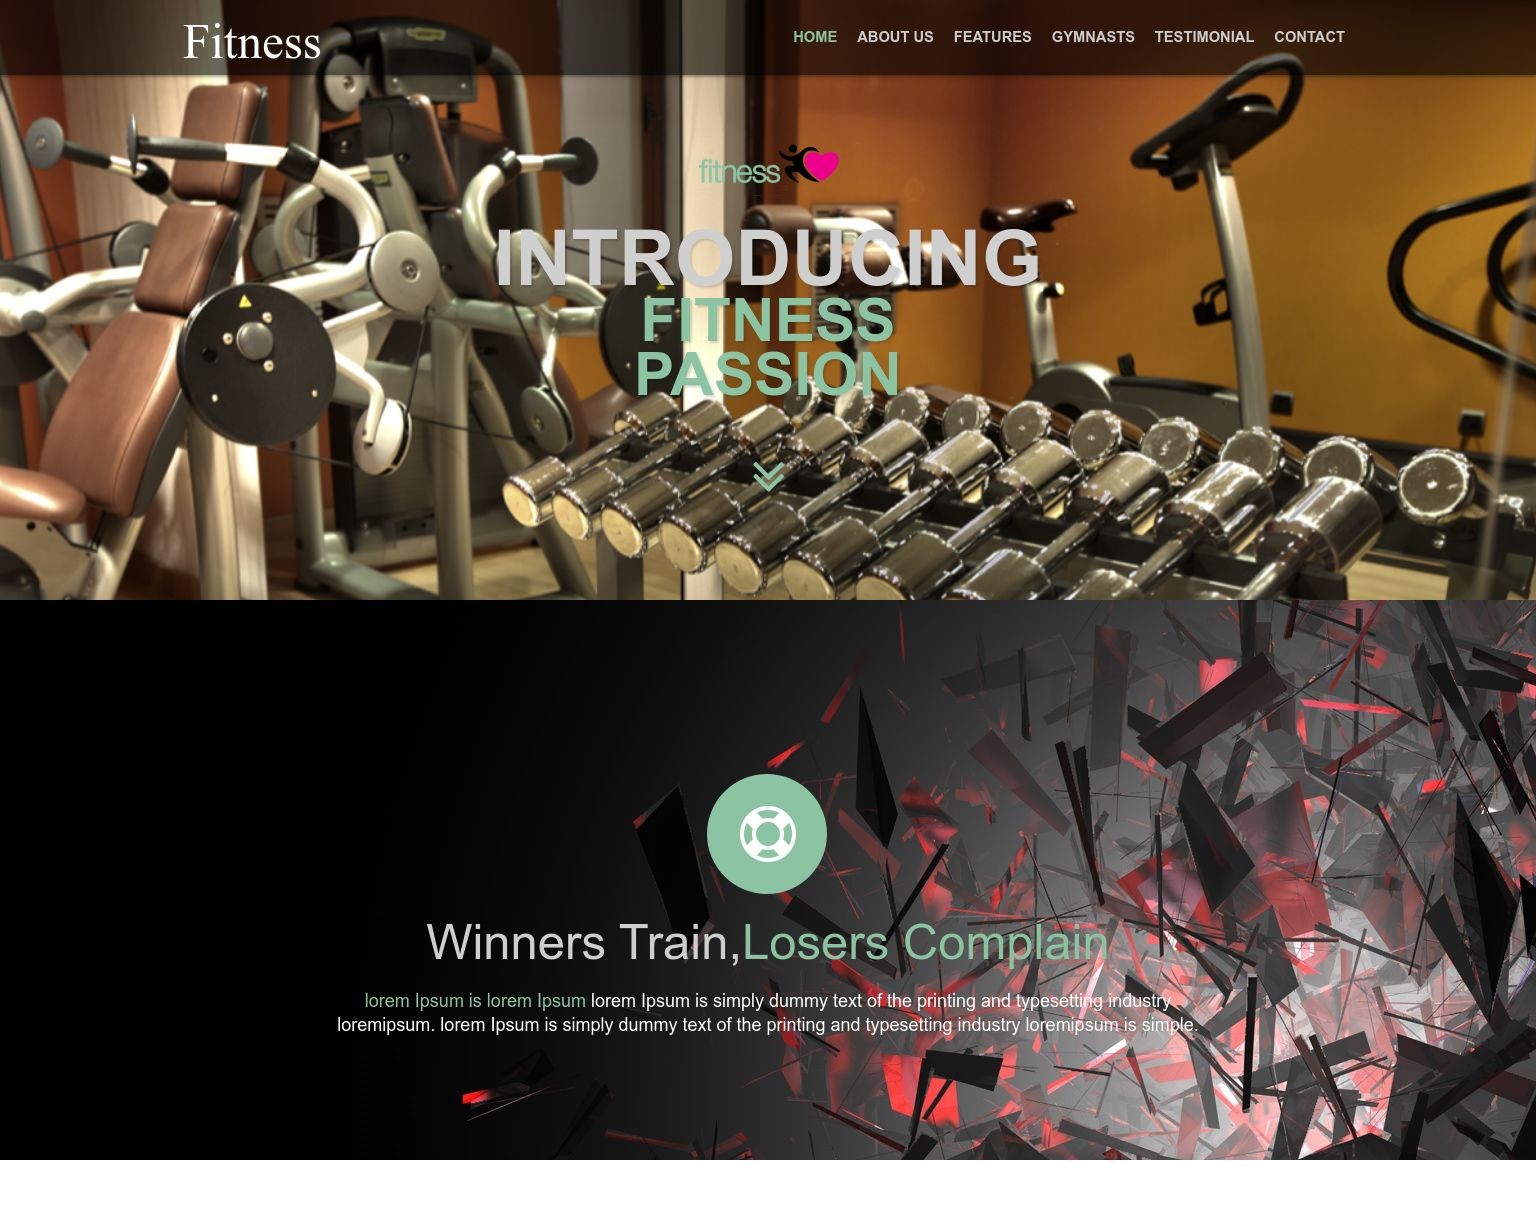 Fitness
HOME ABOUT US FEATURES GYMNASTS TESTIMONIAL CONTACT
fitness
INTRODUCING
FITNESS
PASSION
Winners Train,Losers Complain
lorem Ipsum is lorem Ipsum lorem Ipsum is simply dummy text of the printing and typesetting industry
loremipsum. lorem Ipsum is simply dummy text of the printing and typesetting industry loremipsum is simple.